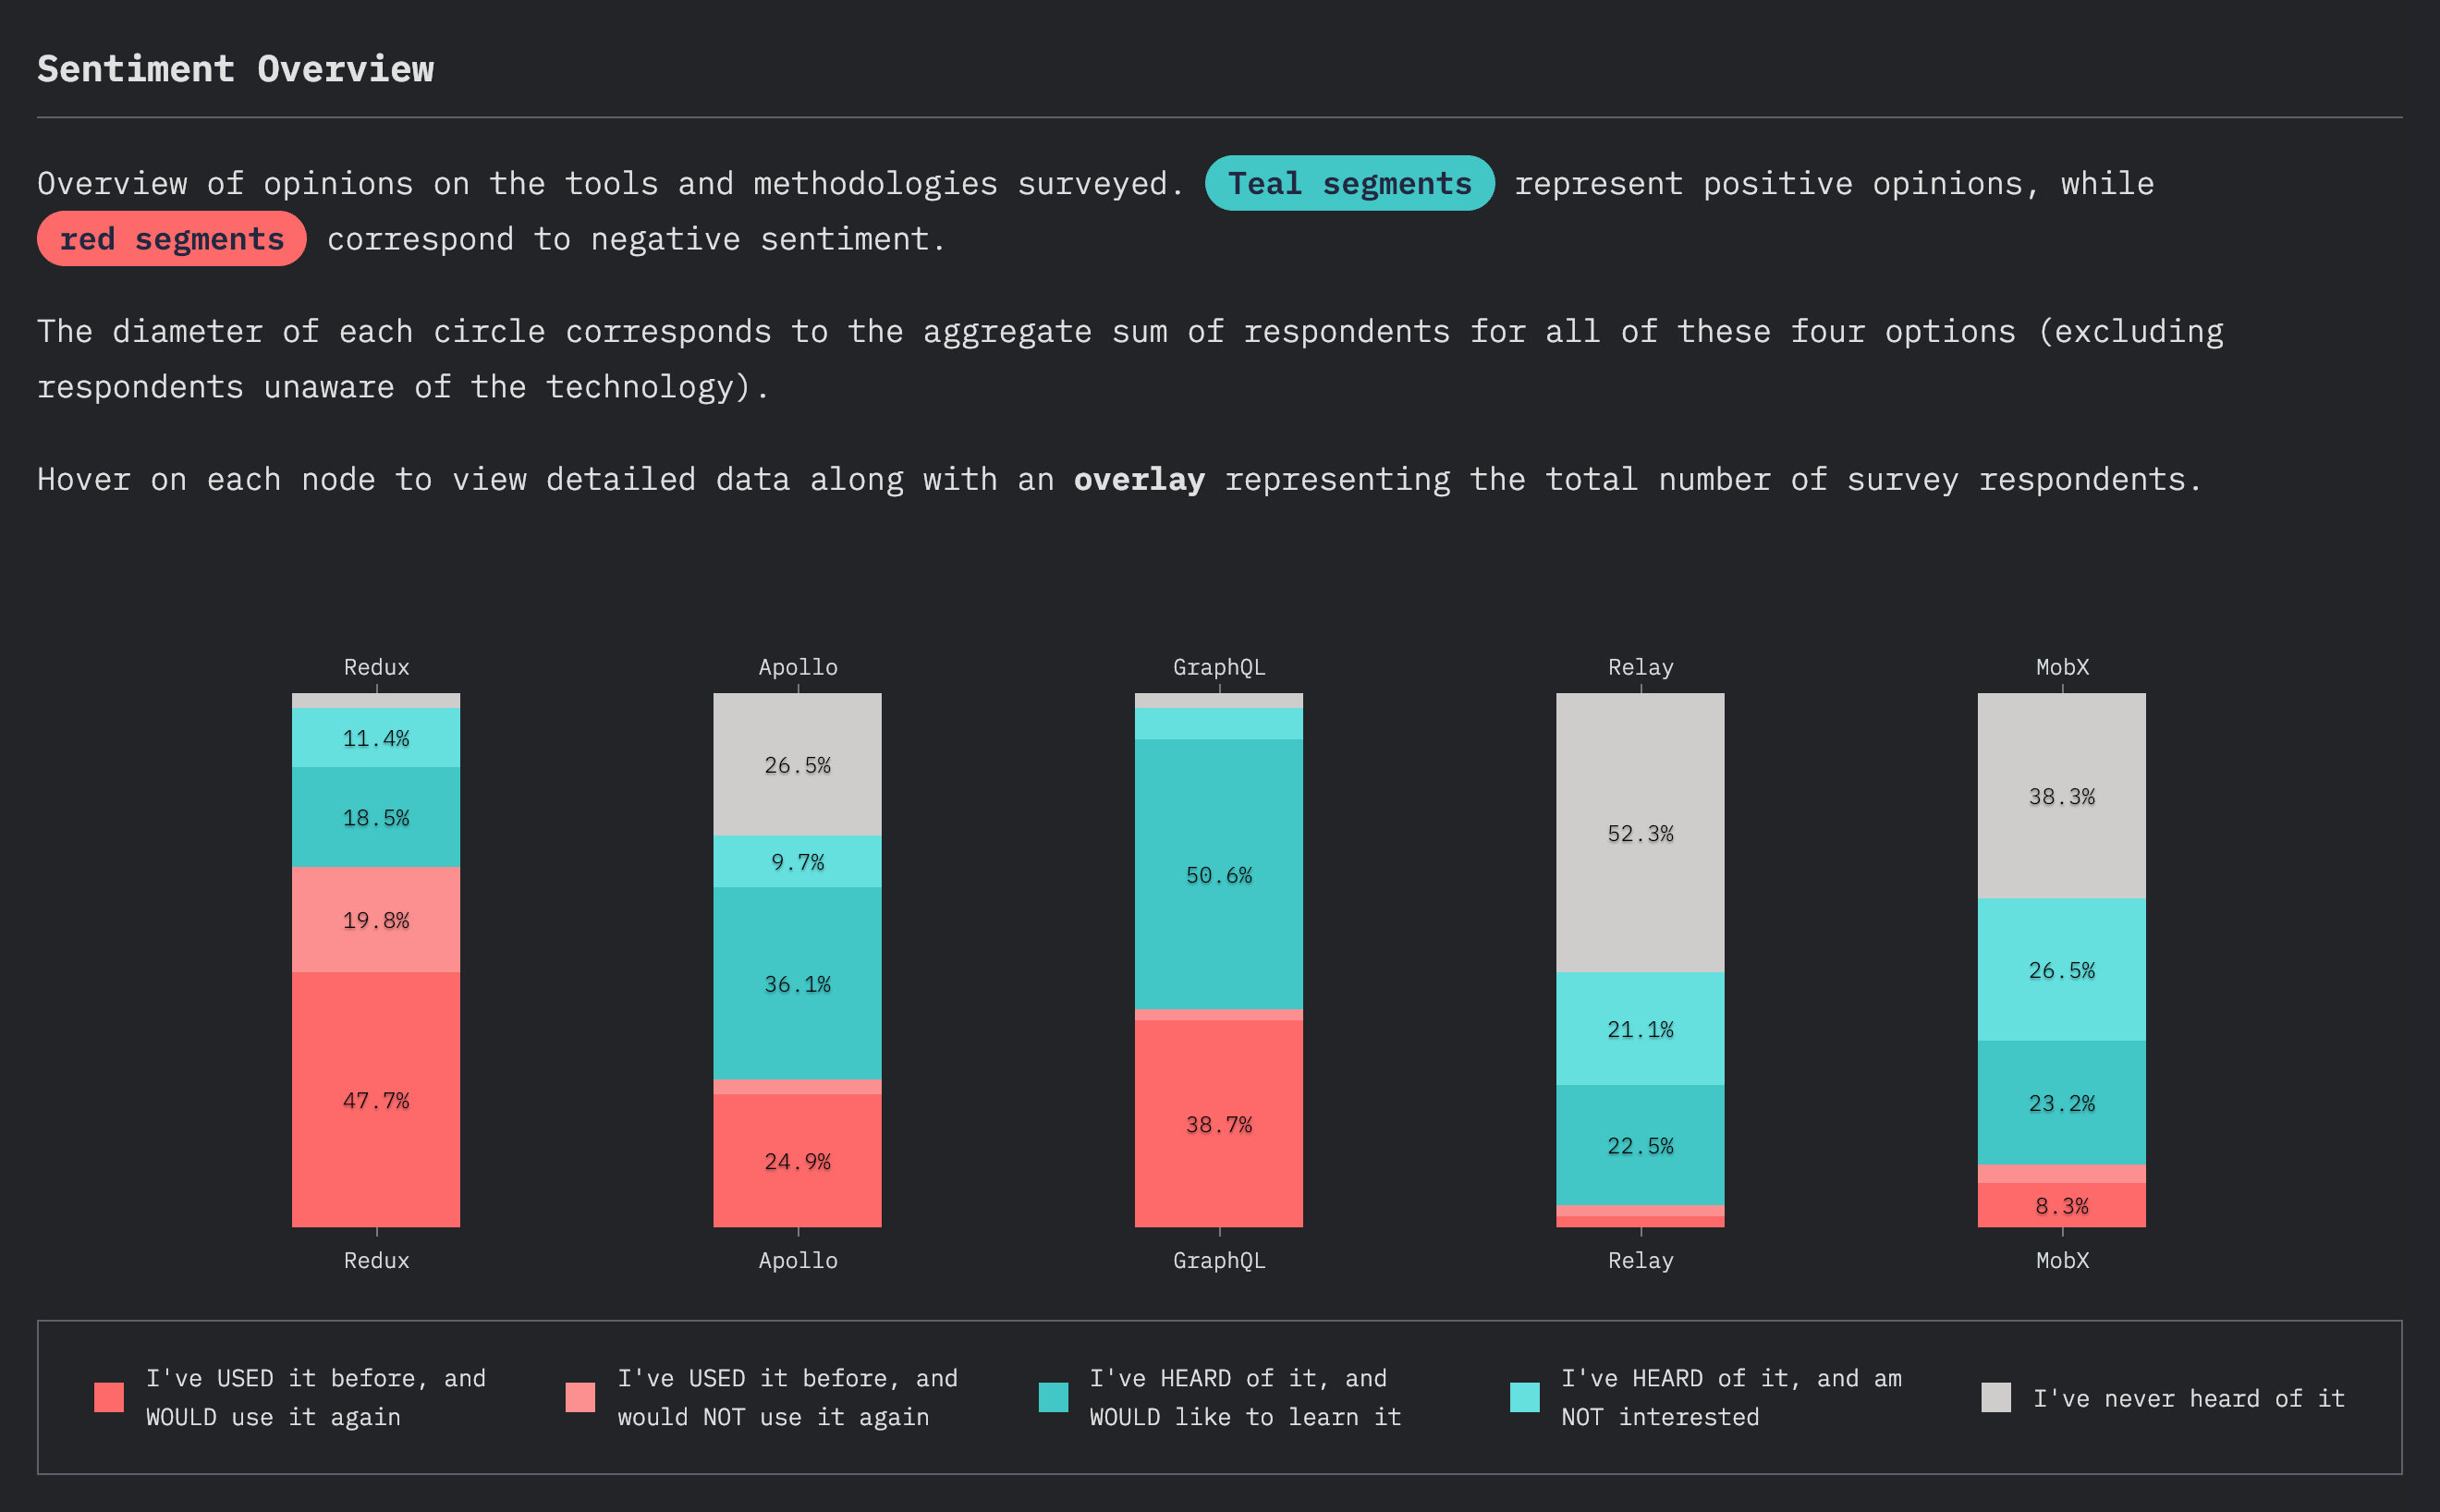 Sentiment Overview
Overview of opinions on the tools and methodologies surveyed. Teal segments represent positive opinions, while
red segments correspond to negative sentiment.
The diameter of each circle corresponds to the aggregate sum of respondents for all of these four options (excluding
respondents unaware of the technology).
Hover on each node to view detailed data along with an overlay representing the total number of survey respondents.
Redux
Apollo
GraphQL
Relay
MobX
11.4%
18.5%
19.8%
47.7%
26.5%
9.7%
36.1%
24.9%
50.6%
38.7%
52.3%
21.1%
22.5%
38.3%
26.5%
23.2%
8.3%
Redux
Apollo
GraphQL
Relay
MobX
I've USED it before, and
WOULD use it again
I've USED it before, and
would NOT use it again
I've HEARD of it, and
WOULD like to learn it
I've HEARD of it, and am
NOT interested
I've never heard of it